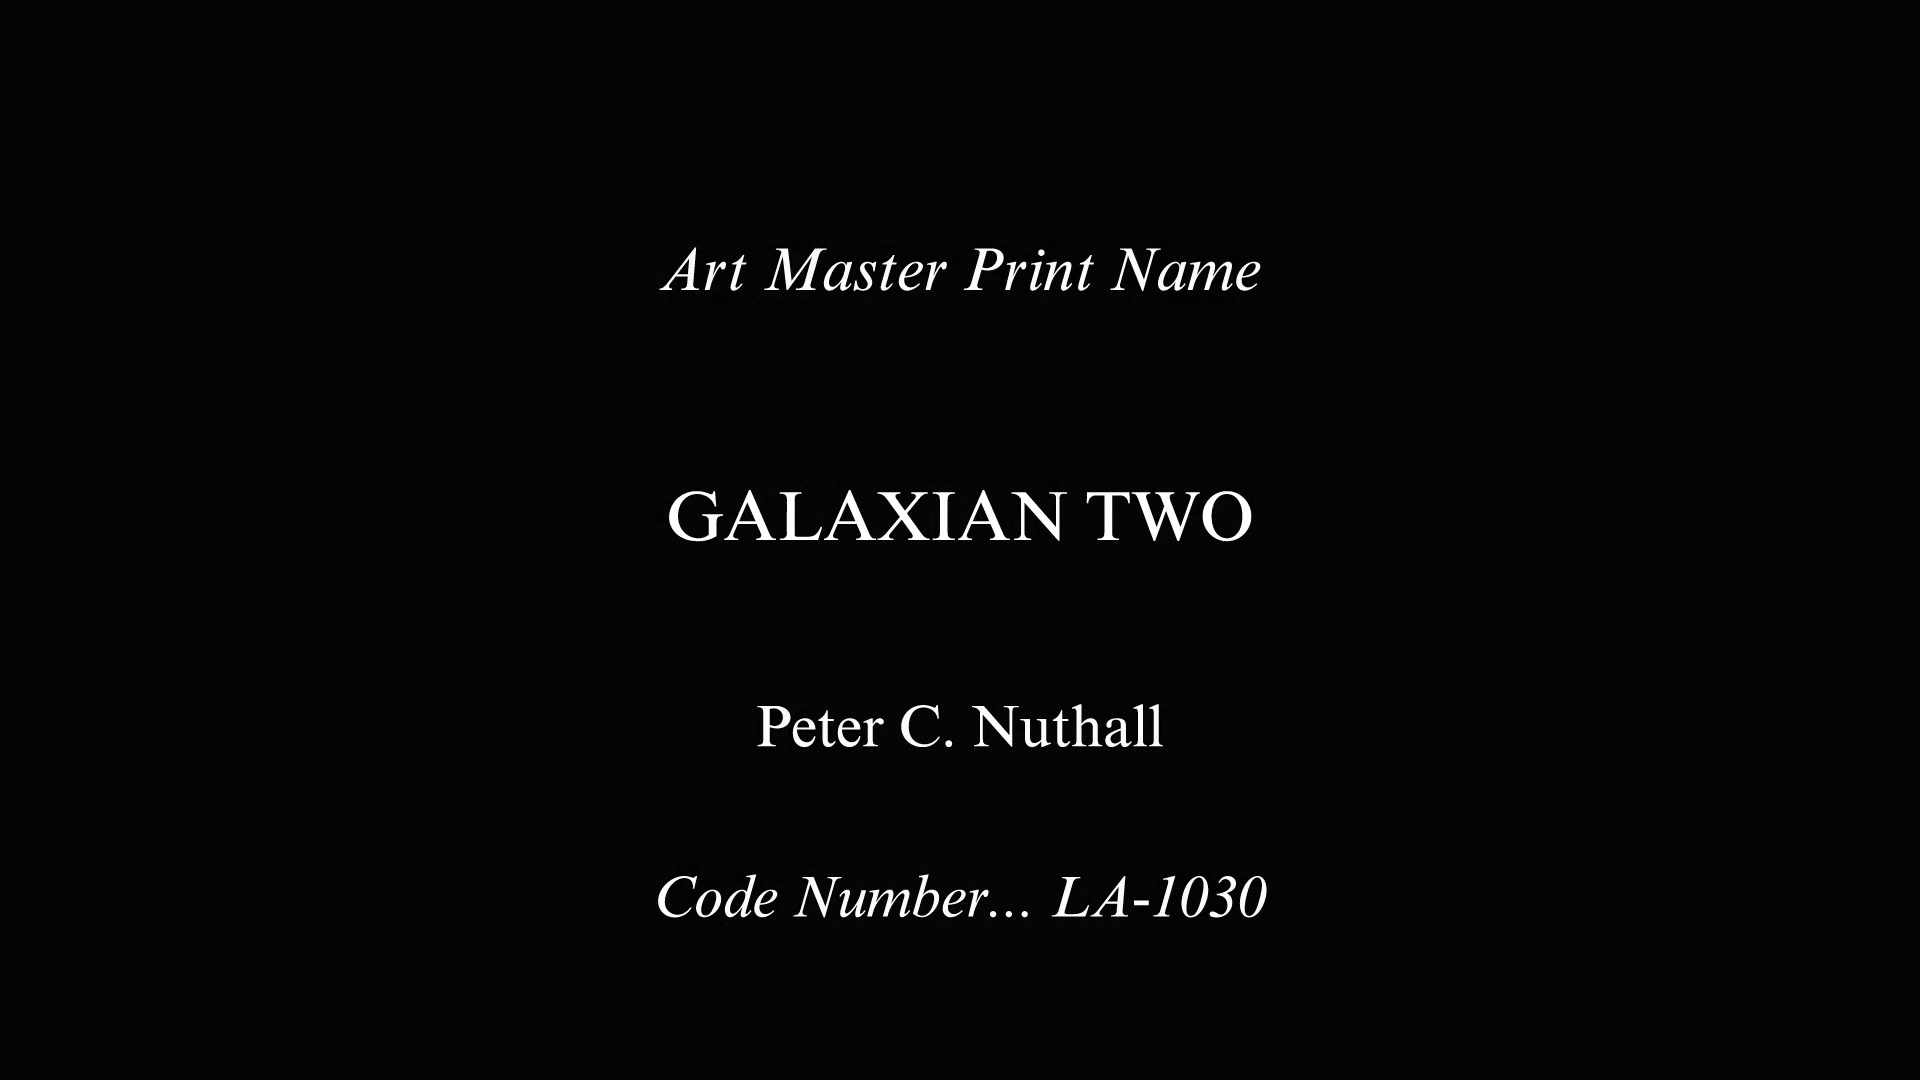 Art Master Print Name
GALAXIAN TWO
Peter C. Nuthall
Code Number... LA-1030